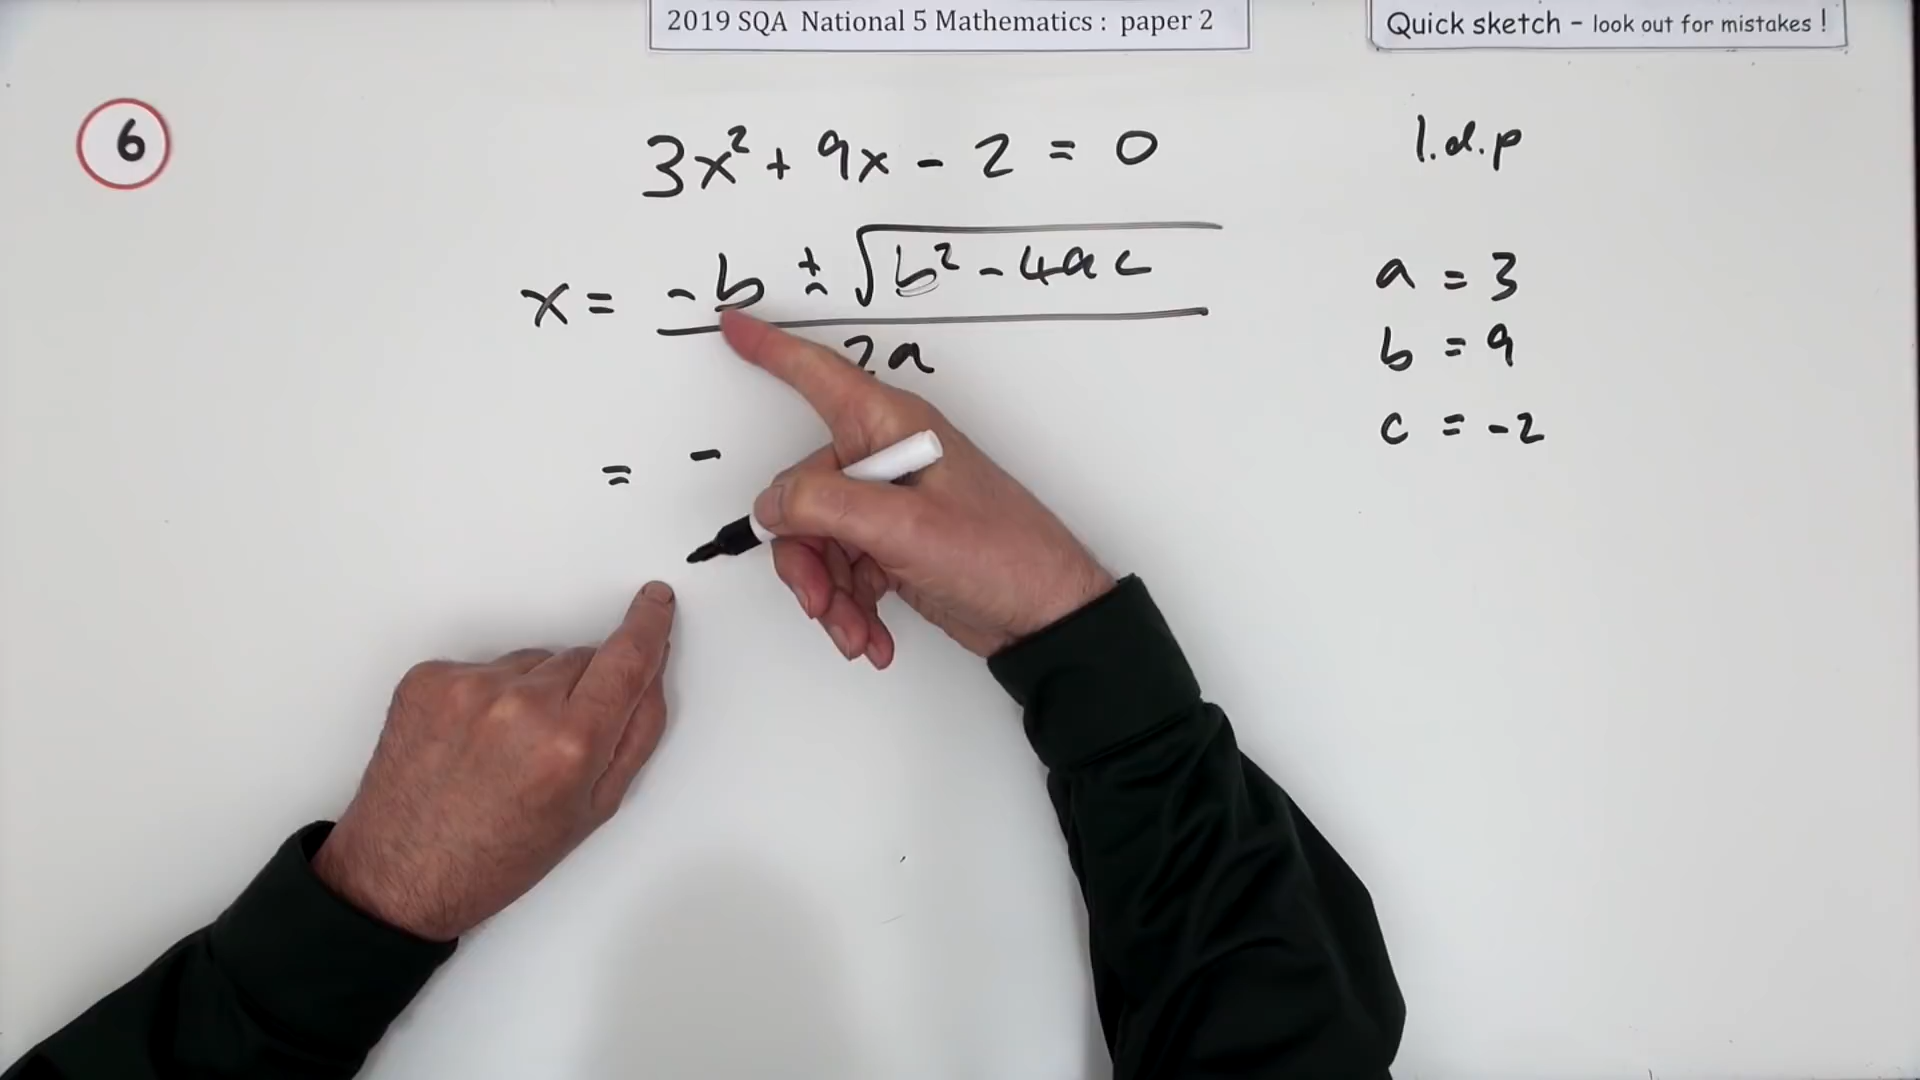 2019 SQA National 5 Mathematics : paper 2
Quick sketch – look out for mistakes !
6
3x² + 9x - 2 = 0
1.d.p
x = -b ± √b² - 4ac
2a
a = 3
b = 9
c = -2
= -